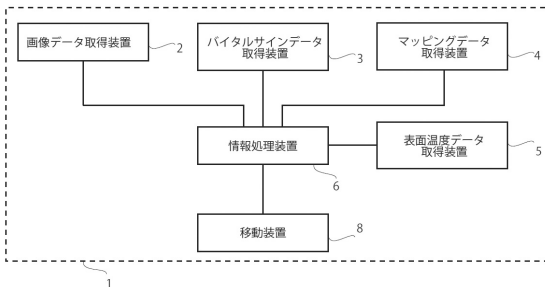 画像データ取得装置
2
バイタルサインデータ
取得装置
3
マッピングデータ
取得装置
4
情報処理装置
6
表面温度データ
取得装置
5
移動装置
8
1